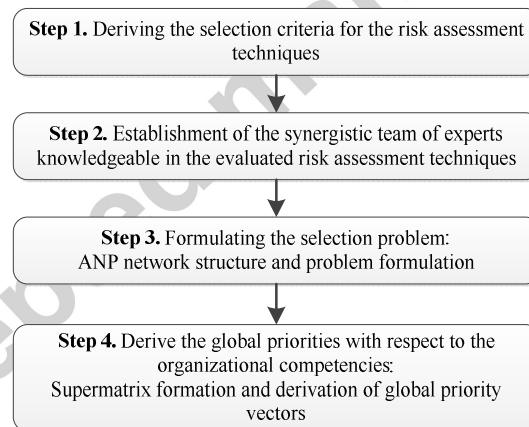 Step 1. Deriving the selection criteria for the risk assessment
techniques
Step 2. Establishment of the synergistic team of experts
knowledgeable in the evaluated risk assessment techniques
Step 3. Formulating the selection problem:
ANP network structure and problem formulation
Step 4. Derive the global priorities with respect to the
organizational competencies:
Supermatrix formation and derivation of global priority
vectors